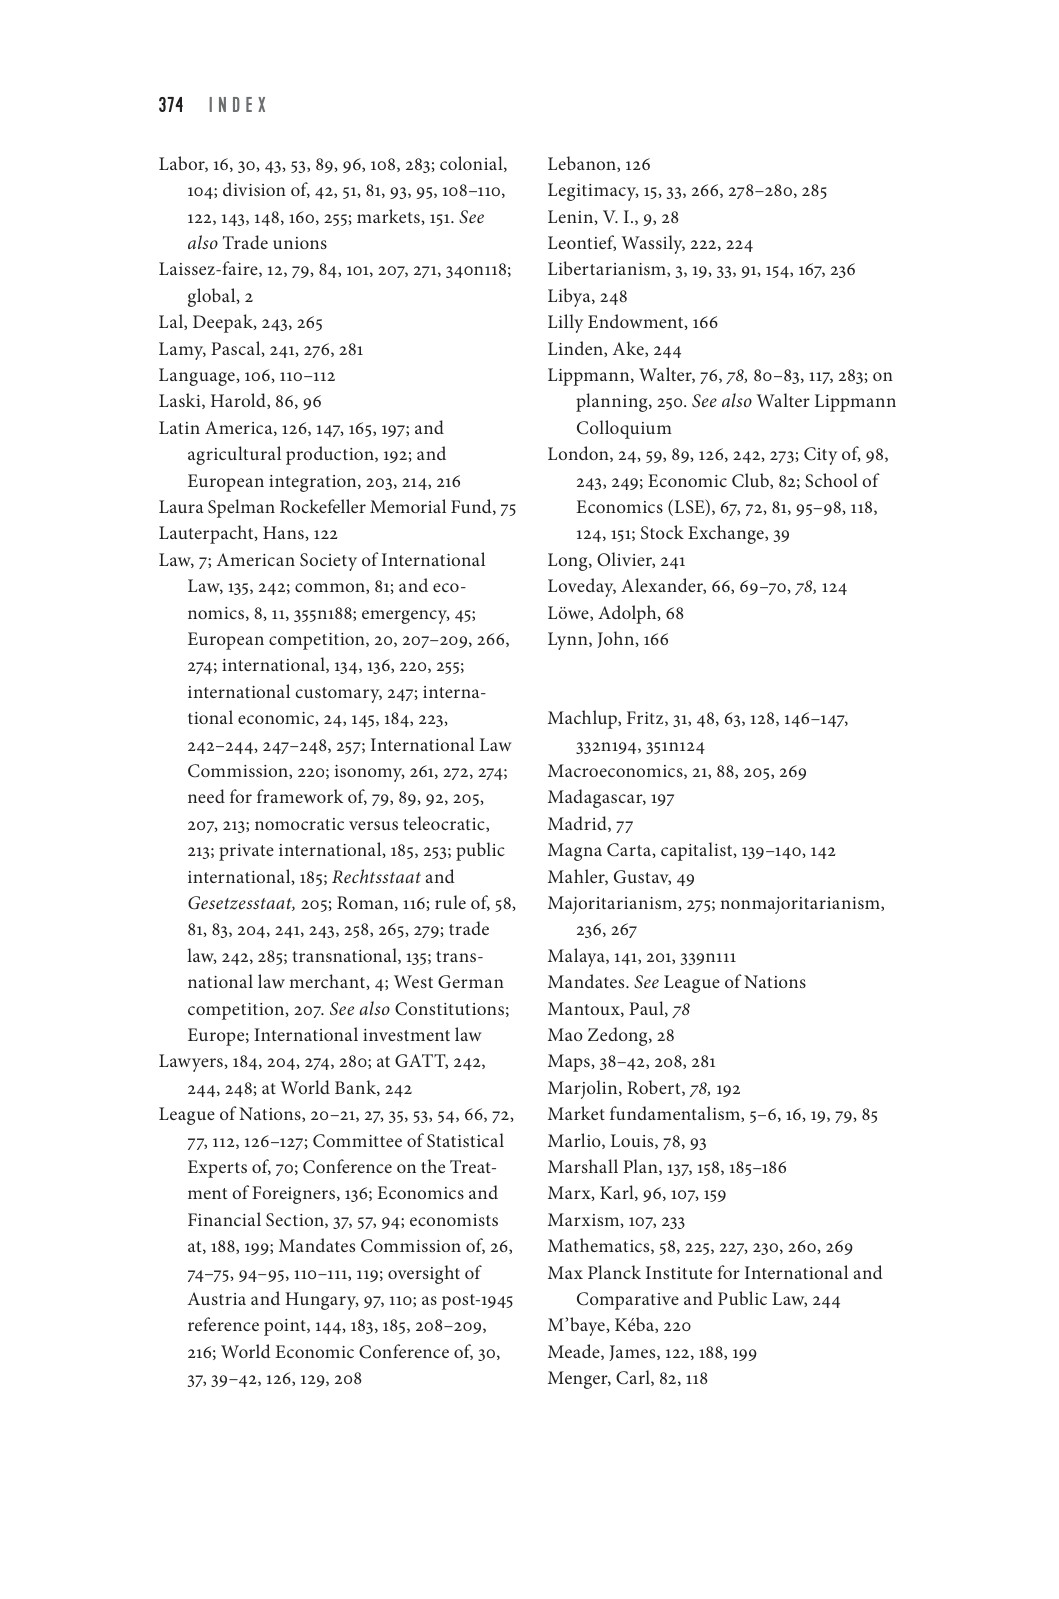 374 INDEX
Labor, 16, 30, 43, 53, 89, 96, 108, 283; colonial,
104; division of, 42, 51, 81, 93, 95, 108–110,
122, 143, 148, 160, 255; markets, 151. See
also Trade unions
Laissez-faire, 12, 79, 84, 101, 207, 271, 340n118;
global, 2
Lal, Deepak, 243, 265
Lamy, Pascal, 241, 276, 281
Language, 106, 110–112
Laski, Harold, 86, 96
Latin America, 126, 147, 165, 197; and
agricultural production, 192; and
European integration, 203, 214, 216
Laura Spelman Rockefeller Memorial Fund, 75
Lauterpacht, Hans, 122
Law, 7; American Society of International
Law, 135, 242; common, 81; and eco-
nomics, 8, 11, 355n188; emergency, 45;
European competition, 20, 207–209, 266,
274; international, 134, 136, 220, 255;
international customary, 247; interna-
tional economic, 24, 145, 184, 223,
242–244, 247–248, 257; International Law
Commission, 220; isonomy, 261, 272, 274;
need for framework of, 79, 89, 92, 205,
207, 213; nomocratic versus teleocratic,
213; private international, 185, 253; public
international, 185; Rechtsstaat and
Gesetzesstaat, 205; Roman, 116; rule of, 58,
81, 83, 204, 241, 243, 258, 265, 279; trade
law, 242, 285; transnational, 135; trans-
national law merchant, 4; West German
competition, 207. See also Constitutions;
Europe; International investment law
Lawyers, 184, 204, 274, 280; at GATT, 242,
244, 248; at World Bank, 242
League of Nations, 20–21, 27, 35, 53, 54, 66, 72,
77, 112, 126–127; Committee of Statistical
Experts of, 70; Conference on the Treat-
ment of Foreigners, 136; Economics and
Financial Section, 37, 57, 94; economists
at, 188, 199; Mandates Commission of, 26,
74–75, 94–95, 110–111, 119; oversight of
Austria and Hungary, 97, 110; as post-1945
reference point, 144, 183, 185, 208–209,
216; World Economic Conference of, 30,
37, 39–42, 126, 129, 208
Lebanon, 126
Legitimacy, 15, 33, 266, 278–280, 285
Lenin, V. I., 9, 28
Leontief, Wassily, 222, 224
Libertarianism, 3, 19, 33, 91, 154, 167, 236
Libya, 248
Lilly Endowment, 166
Linden, Ake, 244
Lippmann, Walter, 76, 78, 80–83, 117, 283; on
planning, 250. See also Walter Lippmann
Colloquium
London, 24, 59, 89, 126, 242, 273; City of, 98,
243, 249; Economic Club, 82; School of
Economics (LSE), 67, 72, 81, 95–98, 118,
124, 151; Stock Exchange, 39
Long, Olivier, 241
Loveday, Alexander, 66, 69–70, 78, 124
Löwe, Adolph, 68
Lynn, John, 166
Machlup, Fritz, 31, 48, 63, 128, 146–147,
332n194, 351n124
Macroeconomics, 21, 88, 205, 269
Madagascar, 197
Madrid, 77
Magna Carta, capitalist, 139–140, 142
Mahler, Gustav, 49
Majoritarianism, 275; nonmajoritarianism,
236, 267
Malaya, 141, 201, 339n111
Mandates. See League of Nations
Mantoux, Paul, 78
Mao Zedong, 28
Maps, 38–42, 208, 281
Marjolin, Robert, 78, 192
Market fundamentalism, 5–6, 16, 19, 79, 85
Marlio, Louis, 78, 93
Marshall Plan, 137, 158, 185–186
Marx, Karl, 96, 107, 159
Marxism, 107, 233
Mathematics, 58, 225, 227, 230, 260, 269
Max Planck Institute for International and
Comparative and Public Law, 244
M’baye, Kéba, 220
Meade, James, 122, 188, 199
Menger, Carl, 82, 118